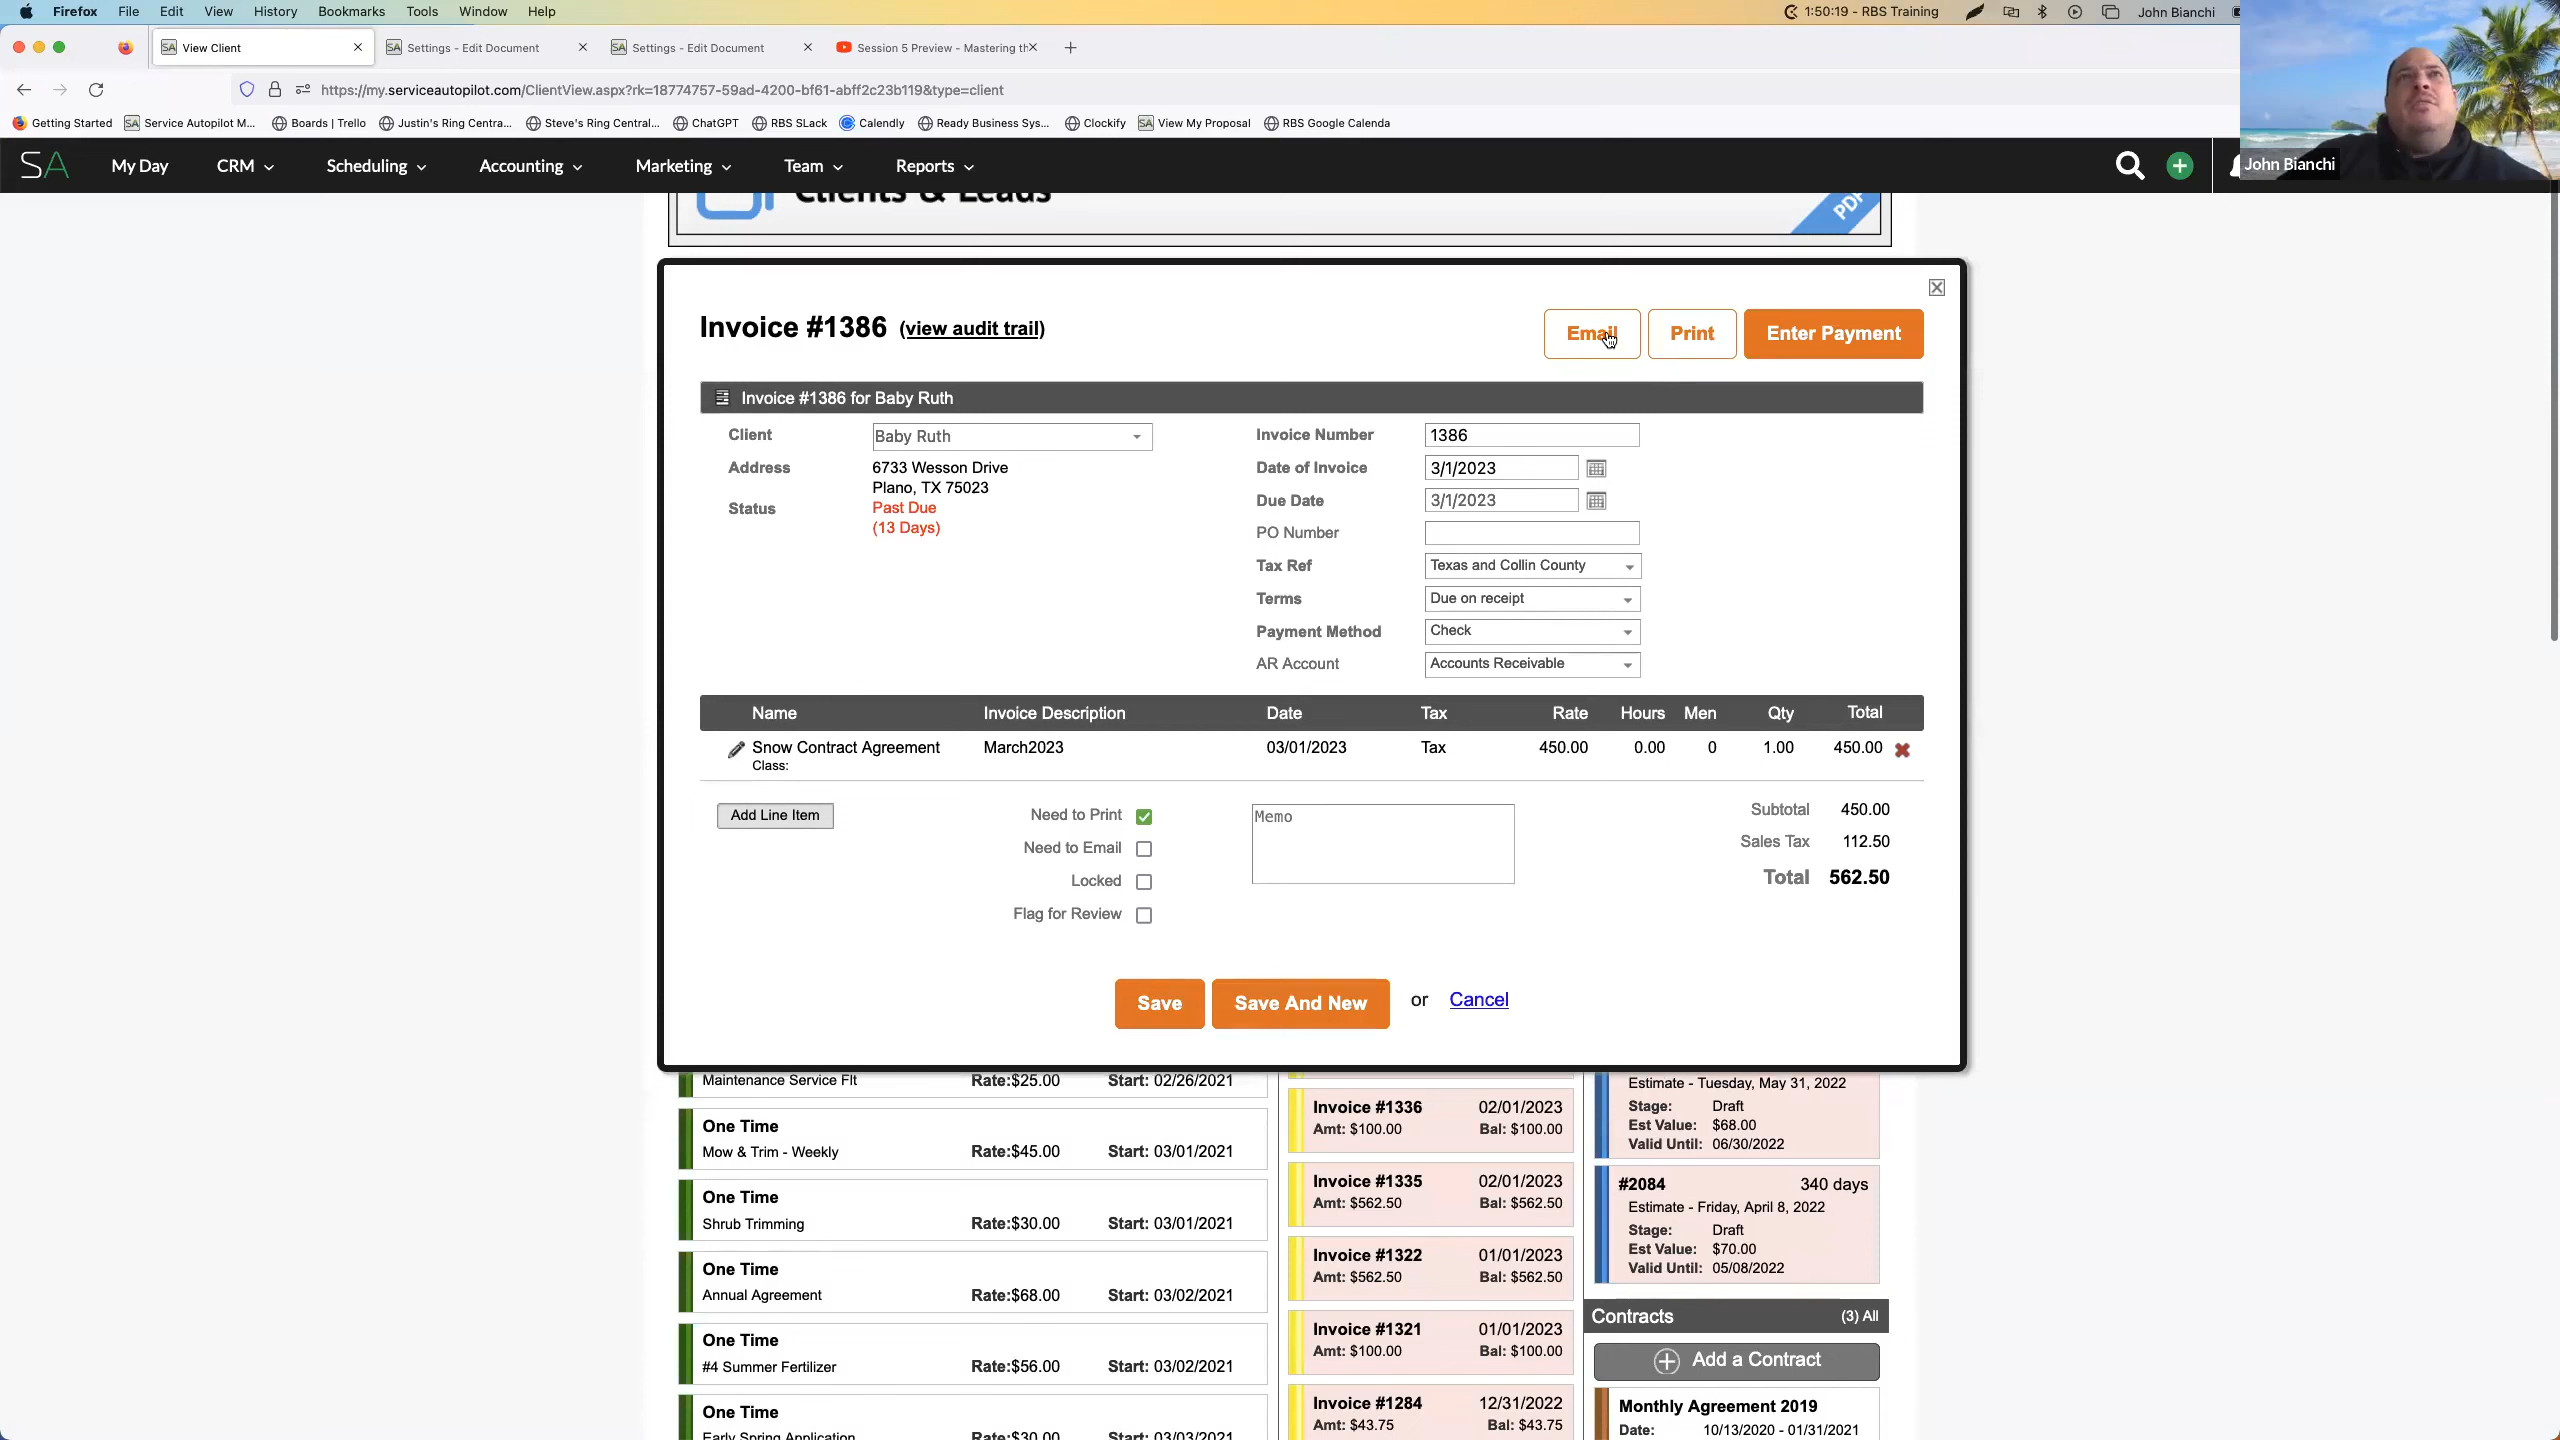 Firefox File Edit View History Bookmarks Tools Window Help 1:50:19 - RBS Training John Bianchi
View Client Settings - Edit Document Settings - Edit Document Session 5 Preview - Mastering th
https://my.serviceautopilot.com/ClientView.aspx?rk=18774757-59ad-4200-bf61-abff2c23b119&type=client
Getting Started Service Autopilot M... Boards | Trello Justin's Ring Centra... Steve's Ring Central... ChatGPT RBS SLack Calendly Ready Business Sys... Clockify View My Proposal RBS Google Calenda
SA My Day CRM Scheduling Accounting Marketing Team Reports John Bianchi
Clients & Leads PDF
Invoice #1386 (view audit trail) Email Print Enter Payment
Invoice #1386 for Baby Ruth
Client Baby Ruth Invoice Number 1386
Address 6733 Wesson Drive Date of Invoice 3/1/2023
Plano, TX 75023
Due Date 3/1/2023
Status Past Due
(13 Days)
PO Number
Tax Ref Texas and Collin County
Terms Due on receipt
Payment Method Check
AR Account Accounts Receivable
Name Invoice Description Date Tax Rate Hours Men Qty Total
Snow Contract Agreement March2023 03/01/2023 Tax 450.00 0.00 0 1.00 450.00
Class:
Add Line Item Need to Print Memo Subtotal 450.00
Need to Email Sales Tax 112.50
Locked Total 562.50
Flag for Review
Save Save And New or Cancel
Maintenance Service Flt Rate:$25.00 Start: 02/26/2021
One Time
Mow & Trim - Weekly Rate:$45.00 Start: 03/01/2021
One Time
Shrub Trimming Rate:$30.00 Start: 03/01/2021
One Time
Annual Agreement Rate:$68.00 Start: 03/02/2021
One Time
#4 Summer Fertilizer Rate:$56.00 Start: 03/02/2021
One Time
Early Spring Application Rate:$30.00 Start: 03/03/2021
Invoice #1336 02/01/2023
Amt: $100.00 Bal: $100.00
Invoice #1335 02/01/2023
Amt: $562.50 Bal: $562.50
Invoice #1322 01/01/2023
Amt: $562.50 Bal: $562.50
Invoice #1321 01/01/2023
Amt: $100.00 Bal: $100.00
Invoice #1284 12/31/2022
Amt: $43.75 Bal: $43.75
Estimate - Tuesday, May 31, 2022
Stage: Draft
Est Value: $68.00
Valid Until: 06/30/2022
#2084 340 days
Estimate - Friday, April 8, 2022
Stage: Draft
Est Value: $70.00
Valid Until: 05/08/2022
Contracts (3) All
Add a Contract
Monthly Agreement 2019
Date: 10/13/2020 - 01/31/2021